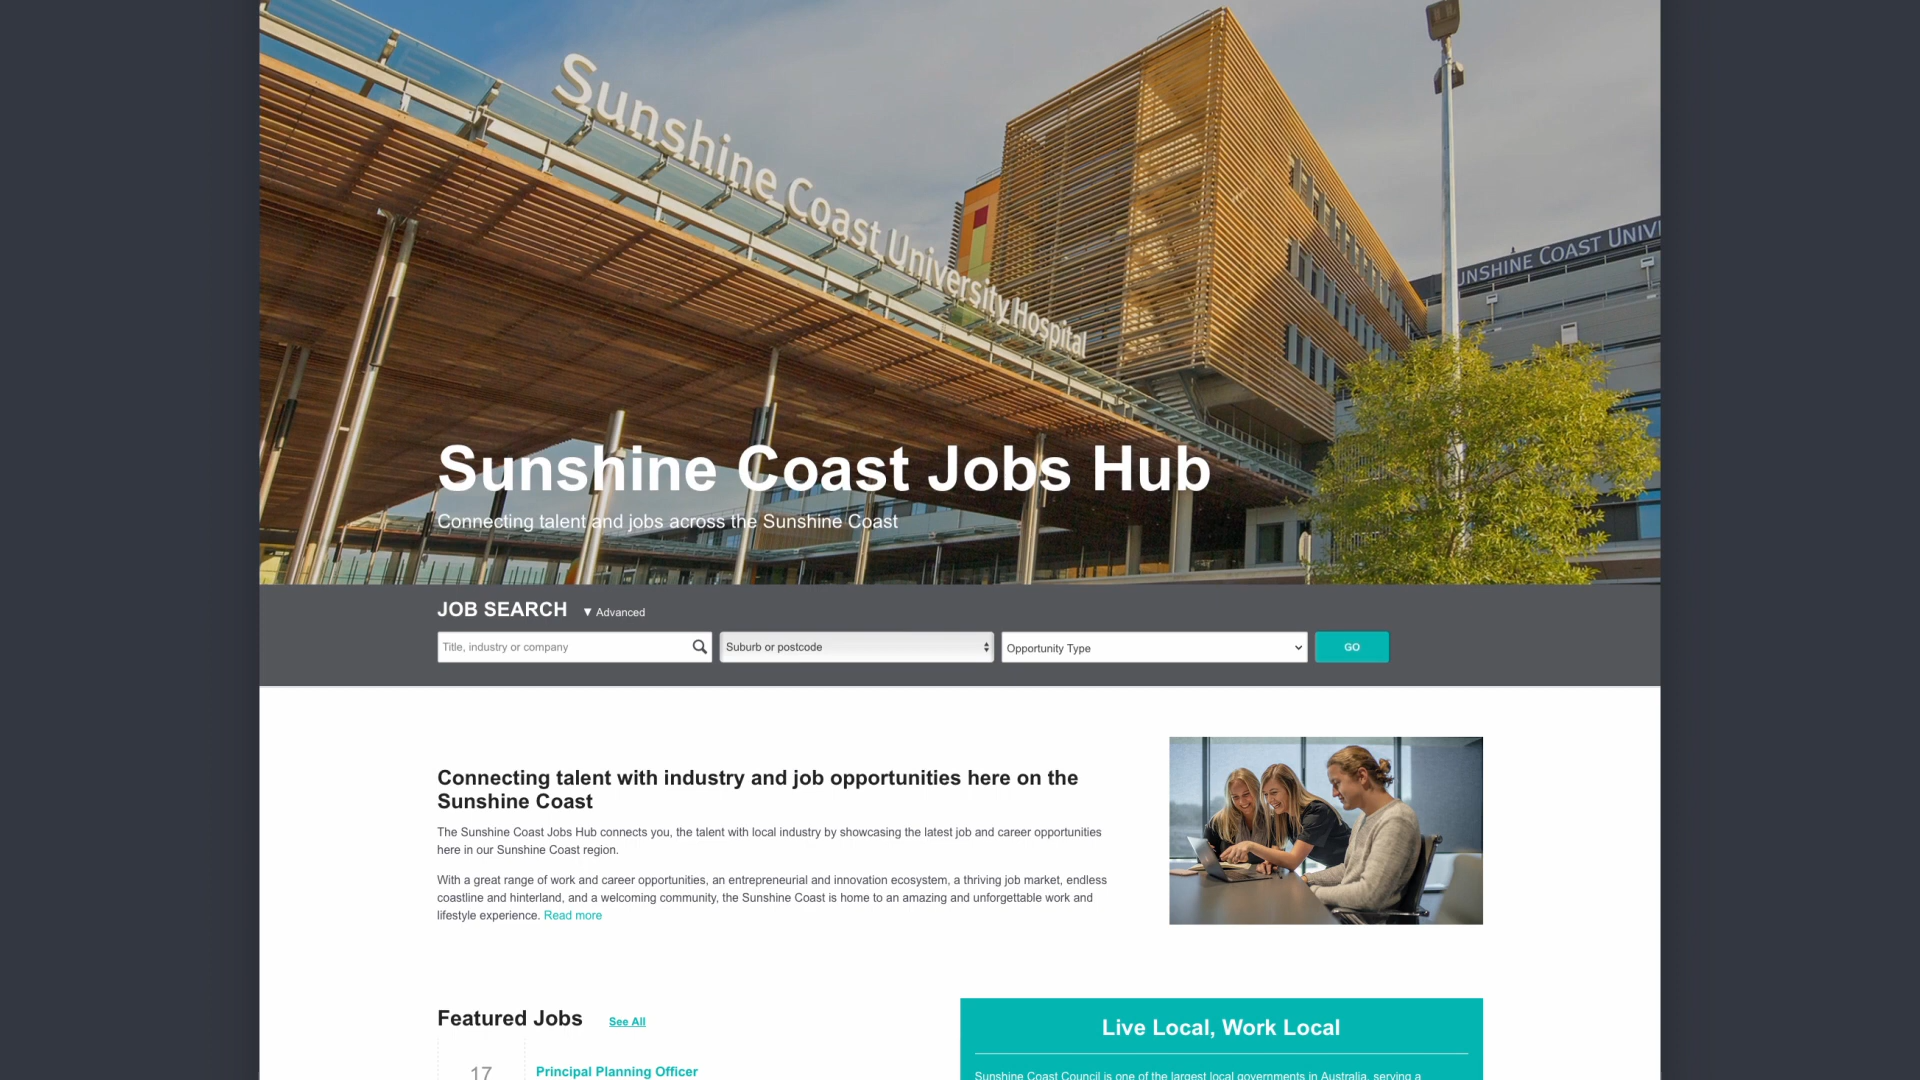 Sunshine Coast University Hospital
UNSHINE COAST UNIV
Sunshine Coast Jobs Hub
Connecting talent and jobs across the Sunshine Coast
JOB SEARCH ▼ Advanced
Title, industry or company
Suburb or postcode
Opportunity Type
GO
Connecting talent with industry and job opportunities here on the
Sunshine Coast
The Sunshine Coast Jobs Hub connects you, the talent with local industry by showcasing the latest job and career opportunities
here in our Sunshine Coast region.
With a great range of work and career opportunities, an entrepreneurial and innovation ecosystem, a thriving job market, endless
coastline and hinterland, and a welcoming community, the Sunshine Coast is home to an amazing and unforgettable work and
lifestyle experience. Read more
Featured Jobs See All
17
Principal Planning Officer
Live Local, Work Local
Sunshine Coast Council is one of the largest local governments in Australia, serving a